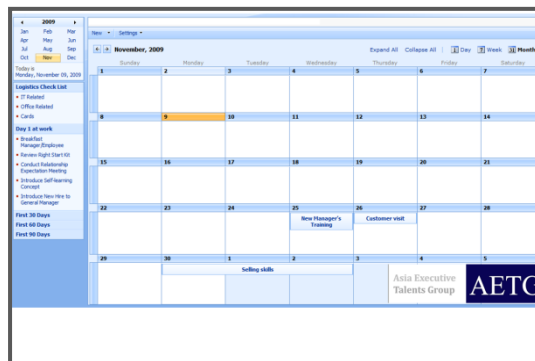 2009
Jan Feb Mar
Apr May Jun
Jul Aug Sep
Oct Nov Dec
Today is
Monday, November 09, 2009
Logistics Check List
IT Related
Office Related
Cards
Day 1 at work
Breakfast
Manager/Employee
Review Right Start Kit
Conduct Relationship
Expectation Meeting
Introduce Self-learning
Concept
Introduce New Hire to
General Manager
First 30 Days
First 60 Days
First 90 Days
New Settings
November, 2009 Expand All Collapse All Day Week Month
Sunday Monday Tuesday Wednesday Thursday Friday Saturday
1 2 3 4 5 6 7
8 9 10 11 12 13 14
15 16 17 18 19 20 21
22 23 24 25 26 27 28
New Manager's
Training
Customer visit
29 30 1 2 3 4 5
Selling skills
Asia Executive
Talents Group
AETG